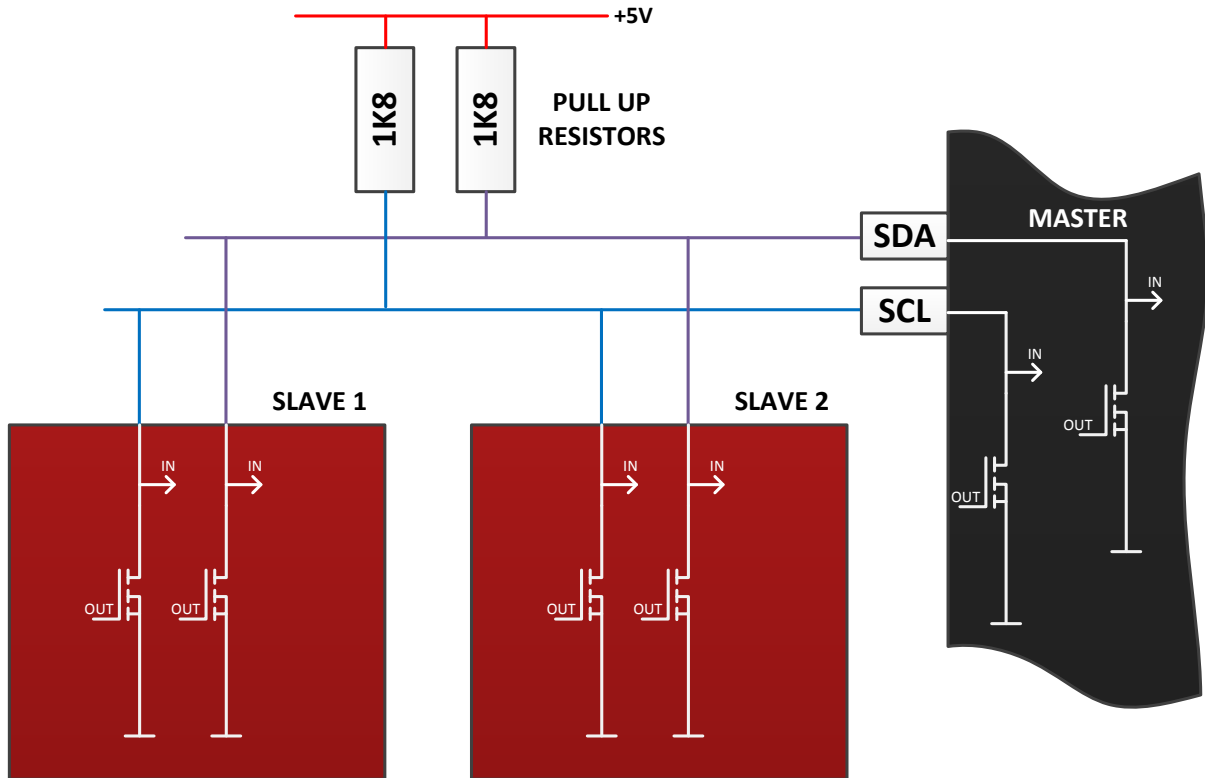 +5V
1K8
1K8
PULL UP
RESISTORS
MASTER
SDA
IN
SCL
IN
SLAVE 1
SLAVE 2
OUT
IN
IN
IN
IN
OUT
OUT
OUT
OUT
OUT